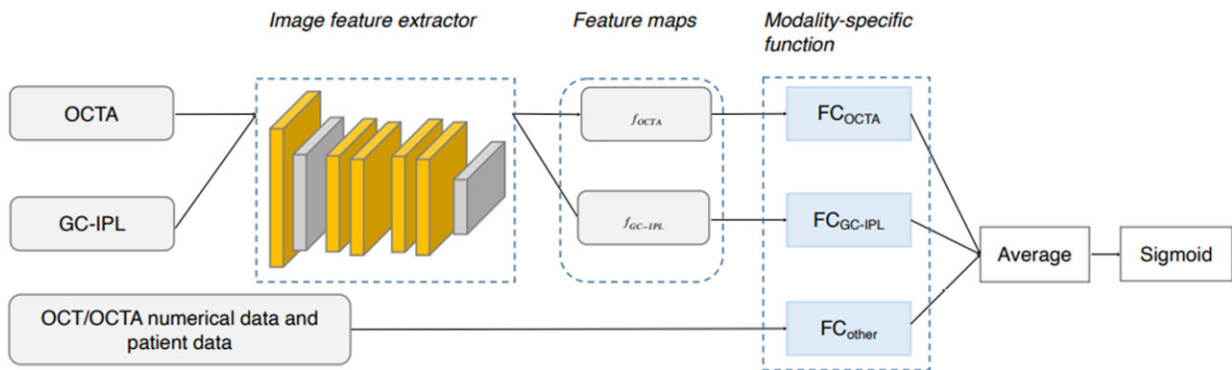 Image feature extractor
Feature maps
Modality-specific
function
OCTA
f_OCTA
FC_OCTA
GC-IPL
f_GC-IPL
FC_GC-IPL
Average
Sigmoid
OCT/OCTA numerical data and
patient data
FC_other